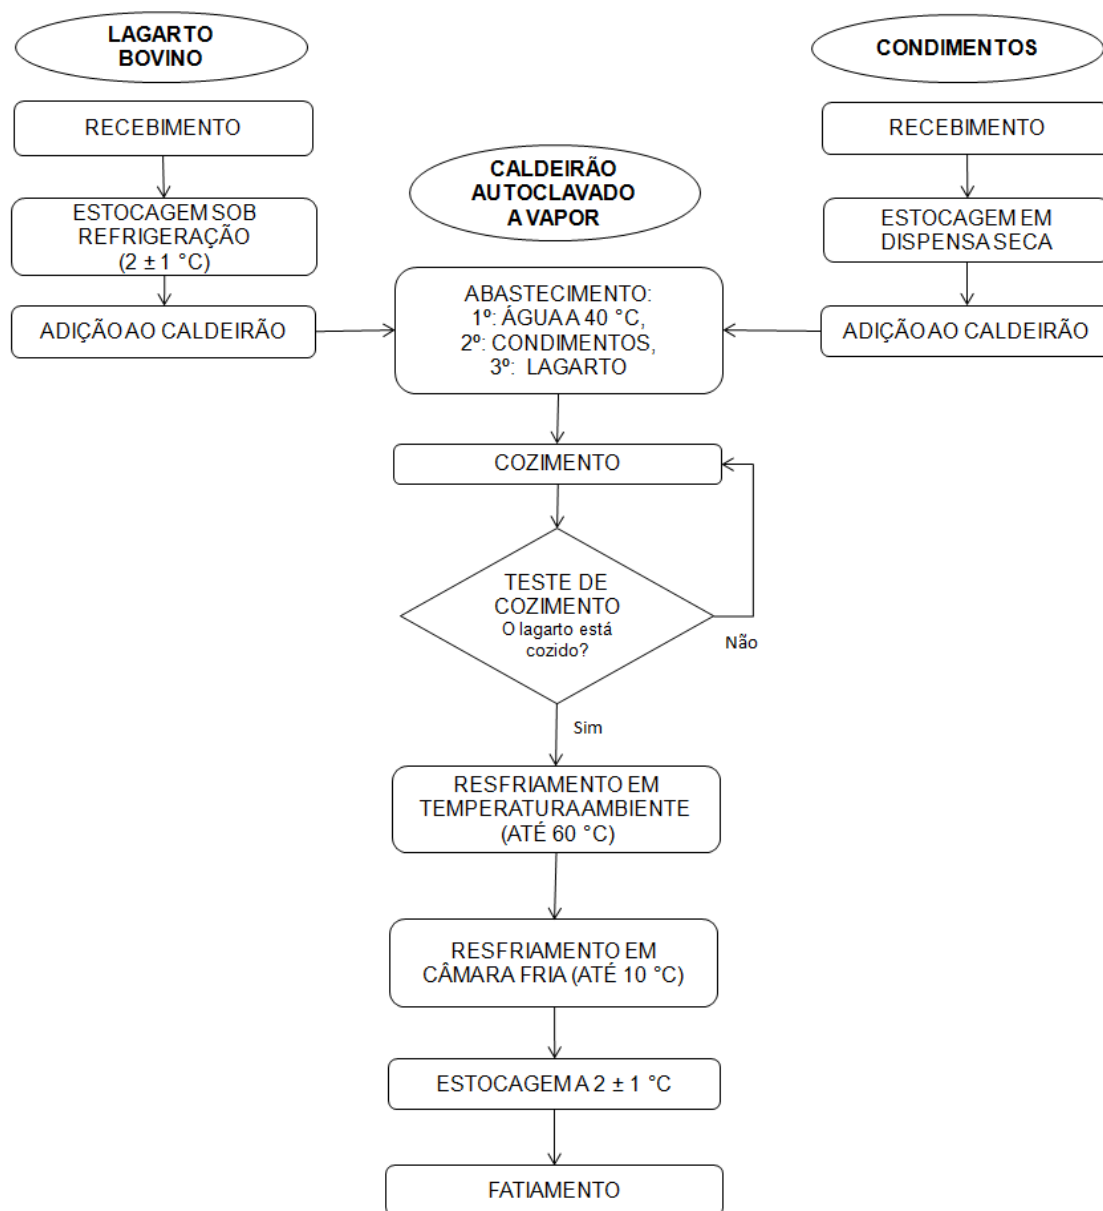 LAGARTO
BOVINO
RECEBIMENTO
ESTOCAGEM SOB
REFRIGERAÇÃO
(2 ± 1 °C)
ADIÇÃO AO CALDEIRÃO
CONDIMENTOS
RECEBIMENTO
ESTOCAGEM EM
DISPENSA SECA
ADIÇÃO AO CALDEIRÃO
CALDEIRÃO
AUTOCLAVADO
A VAPOR
ABASTECIMENTO:
1º: ÁGUA A 40 °C,
2º: CONDIMENTOS,
3º: LAGARTO
COZIMENTO
TESTE DE
COZIMENTO
O lagarto está
cozido?
Não
Sim
RESFRIAMENTO EM
TEMPERATURA AMBIENTE
(ATÉ 60 °C)
RESFRIAMENTO EM
CÂMARA FRIA (ATÉ 10 °C)
ESTOCAGEM A 2 ± 1 °C
FATIAMENTO